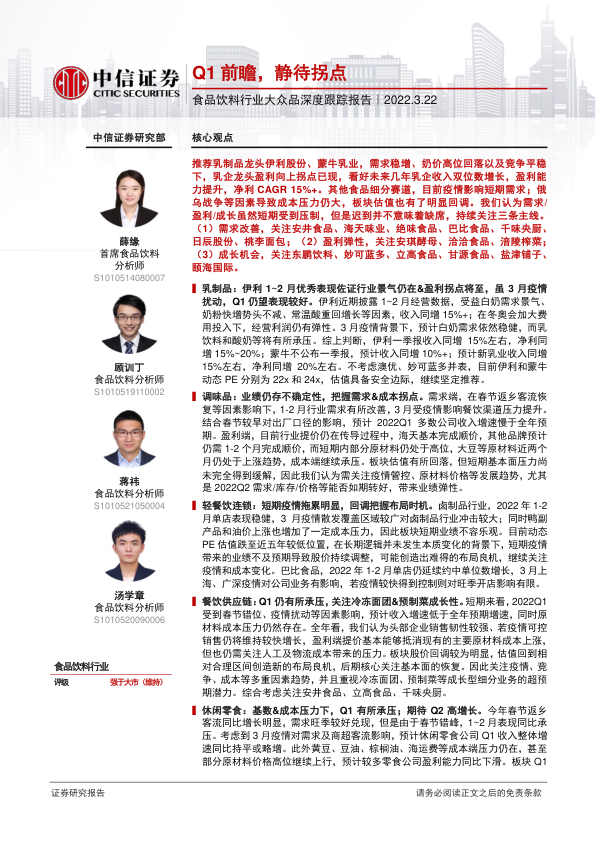 中信证券
CITIC SECURITIES
Q1 前瞻，静待拐点
食品饮料行业大众品深度跟踪报告｜2022.3.22
中信证券研究部
薛缘
首席食品饮料
分析师
S1010514080007
顾训丁
食品饮料分析师
S1010519110002
蒋祎
食品饮料分析师
S1010521050004
汤学章
食品饮料分析师
S1010520090006
食品饮料行业
评级 强于大市（维持）
核心观点
推荐乳制品龙头伊利股份、蒙牛乳业，需求稳增、奶价高位回落以及竞争平稳
下，乳企龙头盈利向上拐点已现，看好未来几年乳企收入双位数增长，盈利能
力提升，净利 CAGR 15%+。其他食品细分赛道，目前疫情影响短期需求；俄
乌战争等因素导致成本压力仍大，板块估值也有了明显回调。我们认为需求/
盈利/成长虽然短期受到压制，但是迟到并不意味着缺席，持续关注三条主线。
（1）需求改善，关注安井食品、海天味业、绝味食品、巴比食品、千味央厨、
日辰股份、桃李面包；（2）盈利弹性，关注安琪酵母、洽洽食品、涪陵榨菜；
（3）成长机会，关注东鹏饮料、妙可蓝多、立高食品、甘源食品、盐津铺子、
颐海国际。
乳制品：伊利 1~2 月优秀表现佐证行业景气仍在&盈利拐点将至，虽 3 月疫情
扰动，Q1 仍望表现较好。伊利近期披露 1~2 月经营数据，受益白奶需求景气、
奶粉快增势头不减、常温酸重回增长等因素，收入同增 15%+；在冬奥会加大费
用投入下，经营利润仍有弹性。3 月疫情背景下，预计白奶需求依然稳健，而乳
饮料和酸奶等将有所承压。综上判断，伊利一季报收入同增 15%左右，净利同
增 15%~20%；蒙牛不公布一季报，预计收入同增 10%+；预计新乳业收入同增
15%左右，净利同增 20%左右。不考虑澳优、妙可蓝多并表，目前伊利和蒙牛
动态 PE 分别为 22x 和 24x，估值具备安全边际，继续坚定推荐。
调味品：业绩仍存不确定性，把握需求&成本拐点。需求端，在春节返乡客流恢
复等因素影响下，1-2 月行业需求有所改善，3 月受疫情影响餐饮渠道压力提升。
结合春节较早对出厂口径的影响，预计 2022Q1 多数公司收入增速慢于全年预
期。盈利端，目前行业提价仍在传导过程中，海天基本完成顺价，其他品牌预计
仍需 1-2 个月完成顺价，而短期内部分原材料仍处于高位，大豆等原材料近两个
月仍处于上涨趋势，成本端继续承压。板块估值有所回落，但短期基本面压力尚
未完全得到缓解，因此我们认为需关注疫情管控、原材料价格等发展趋势，尤其
是 2022Q2 需求/库存/价格等能否如期转好，带来业绩弹性。
轻餐饮连锁：短期疫情拖累明显，回调把握布局时机。卤制品行业，2022 年 1-2
月单店表现稳健，3 月疫情散发覆盖区域较广对卤制品行业冲击较大；同时鸭副
产品和油价上涨也增加了一定成本压力，因此板块短期业绩不容乐观。目前动态
PE 估值跌至近五年较低位置，在长期逻辑并未发生本质变化的背景下，短期疫情
带来的业绩不及预期导致股价持续调整，可能创造出难得的布局良机，继续关注
疫情和成本变化。巴比食品，2022 年 1-2 月单店仍延续约中单位数增长，3 月上
海、广深疫情对公司业务有影响，若疫情较快得到控制则对旺季开店影响有限。
餐饮供应链：Q1 仍有所承压，关注冷冻面团&预制菜成长性。短期来看，2022Q1
受到春节错位、疫情扰动等因素影响，预计收入增速低于全年预期增速，同时原
材料成本压力仍然存在。全年看，我们认为头部企业销售韧性较强、若疫情可控
销售仍将维持较快增长，盈利端提价基本能够抵消现有的主要原材料成本上涨，
但也仍需关注人工及物流成本带来的压力。板块股价回调较为明显，估值回到相
对合理区间创造新的布局良机，后期核心关注基本面的恢复。因此关注疫情、竞
争、成本等多重因素趋势，并且重视冷冻面团、预制菜等成长型细分业务的超预
期潜力。综合考虑关注安井食品、立高食品、千味央厨。
休闲零食：基数&成本压力下，Q1 有所承压；期待 Q2 高增长。今年春节返乡
客流同比增长明显，需求旺季较好兑现，但是由于春节错峰，1~2 月表现同比承
压。考虑到 3 月疫情对需求及商超客流影响，预计休闲零食公司 Q1 收入整体增
速同比持平或略增。此外黄豆、豆油、棕榈油、海运费等成本端压力仍在，甚至
部分原材料价格高位继续上行，预计较多零食公司盈利能力同比下滑。板块 Q1
证券研究报告
请务必阅读正文之后的免责条款